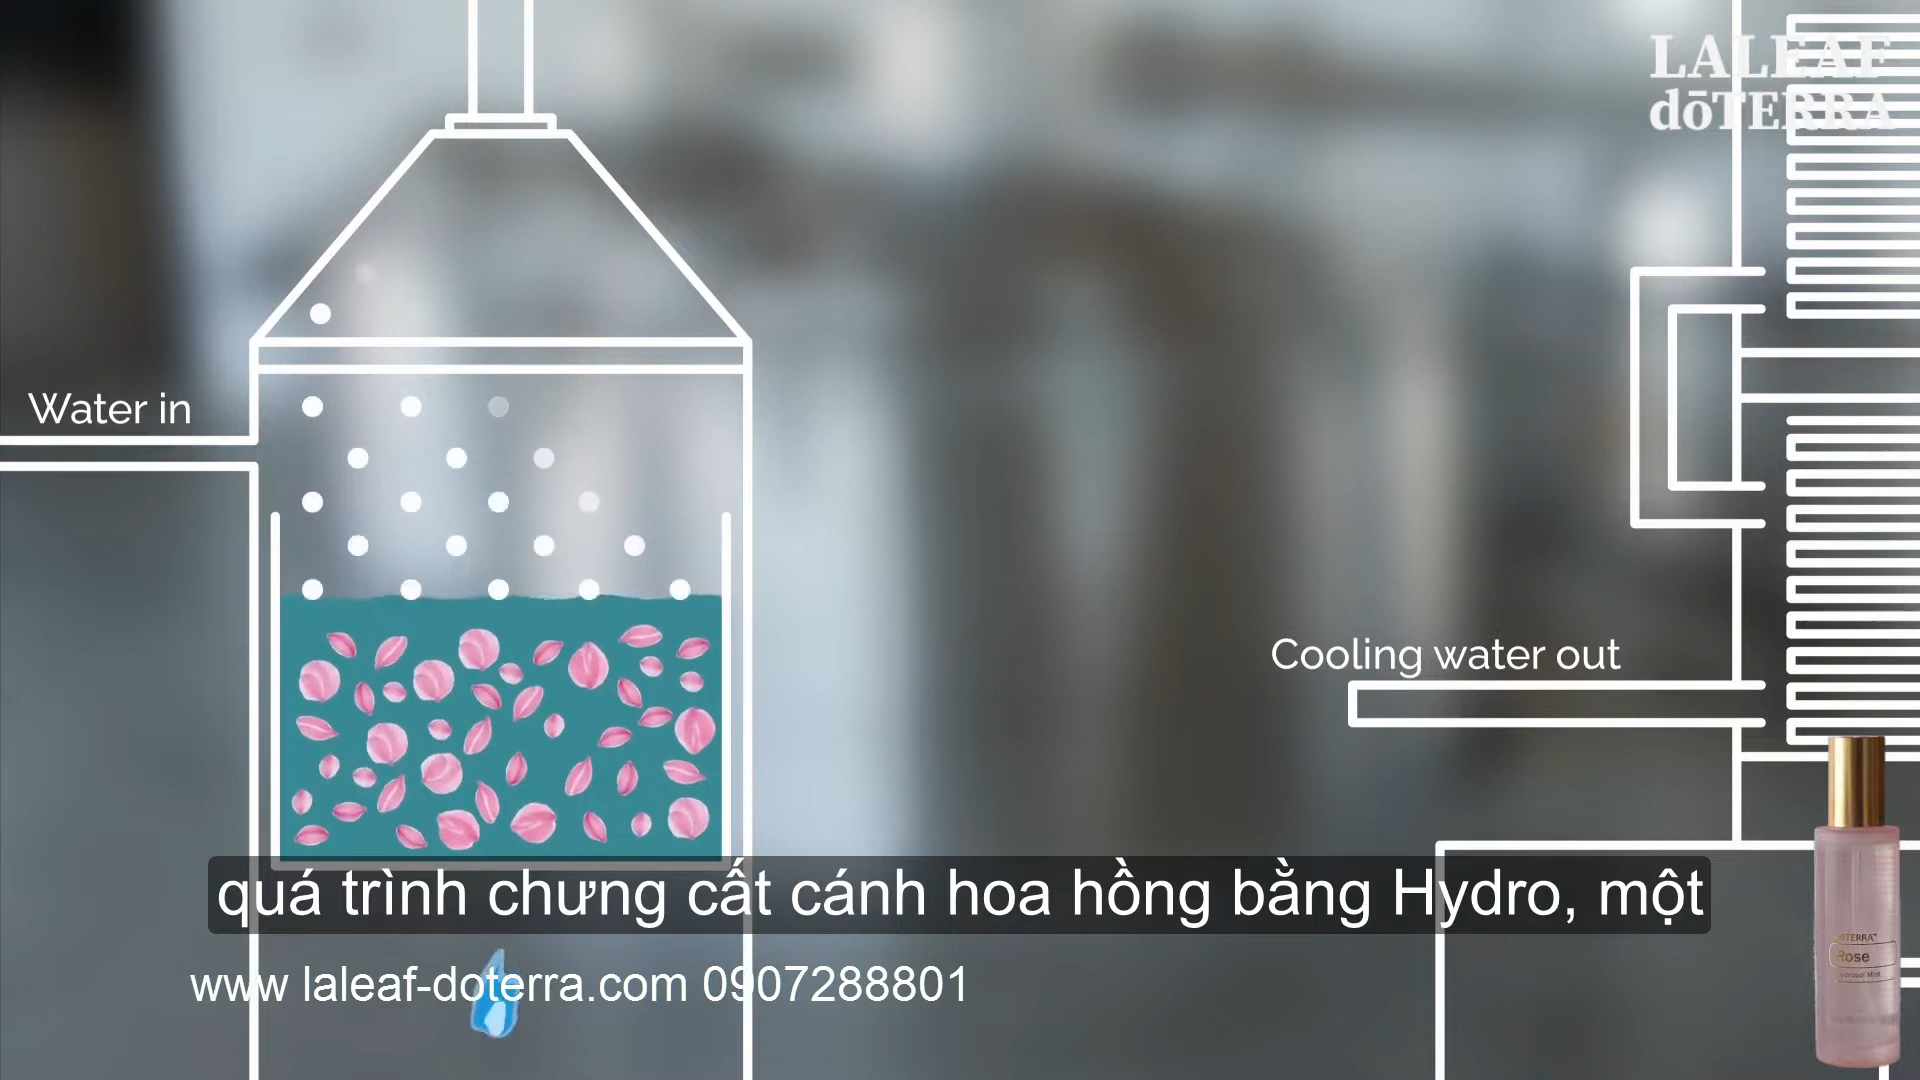 LALEAF
dōTERRA
Water in
Cooling water out
quá trình chưng cất cánh hoa hồng bằng Hydro, một
www laleaf-doterra.com 0907288801
Rose